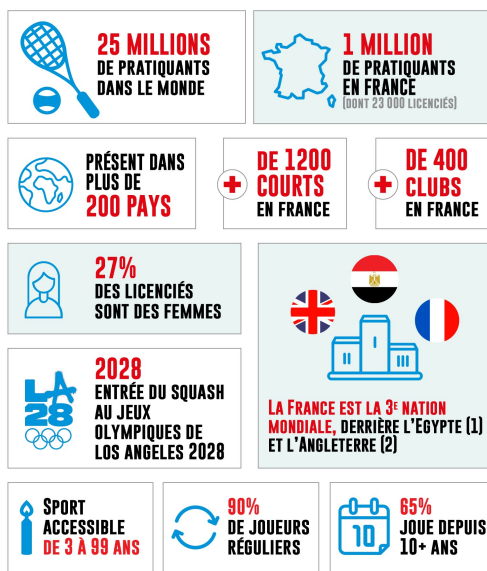 25 MILLIONS
DE PRATIQUANTS
DANS LE MONDE
1 MILLION
DE PRATIQUANTS
EN FRANCE
(DONT 23 000 LICENCIÉS)
PRÉSENT DANS
PLUS DE
200 PAYS
+
DE 1200
COURTS
EN FRANCE
+
DE 400
CLUBS
EN FRANCE
27%
DES LICENCIÉS
SONT DES FEMMES
II
I
III
LA FRANCE EST LA 3E NATION
MONDIALE, DERRIÈRE L'EGYPTE (1)
ET L'ANGLETERRE (2)
LA
28
2028
ENTRÉE DU SQUASH
AU JEUX
OLYMPIQUES DE
LOS ANGELES 2028
SPORT
ACCESSIBLE
DE 3 À 99 ANS
90%
DE JOUEURS
RÉGULIERS
10
65%
JOUE DEPUIS
10+ ANS